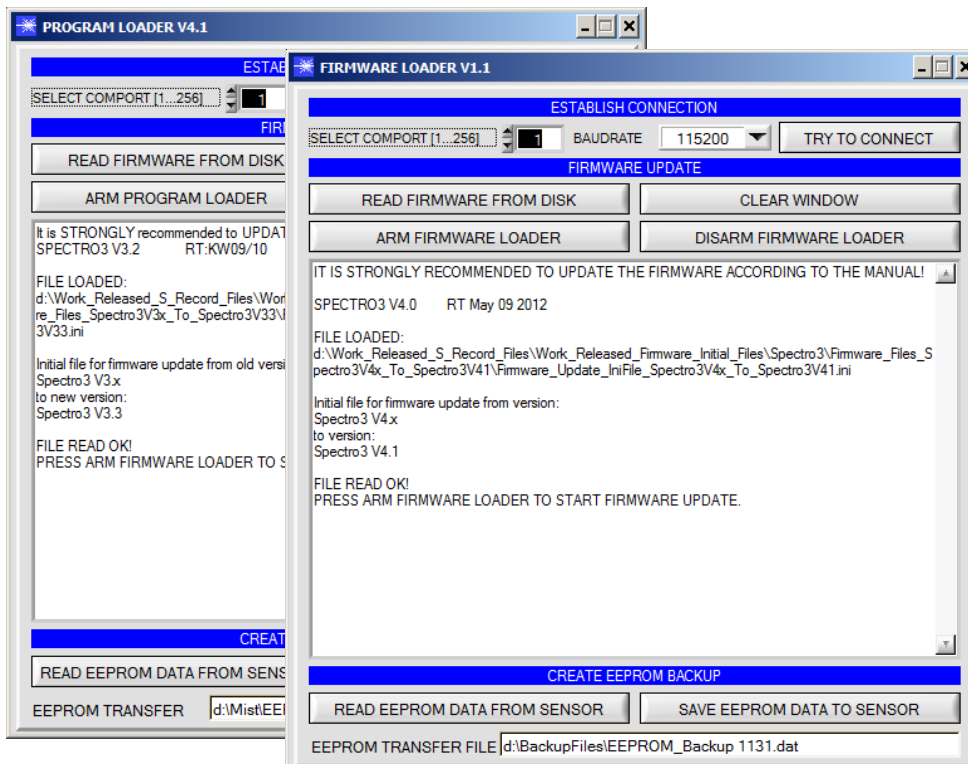 PROGRAM LOADER V4.1
SELECT COMPORT [1...256] 1
READ FIRMWARE FROM DISK
ARM PROGRAM LOADER
It is STRONGLY recommended to UPDAT
SPECTRO3 V3.2 RT:KW09/10
FILE LOADED:
d:\Work_Released_S_Record_Files\Wor
re_Files_Spectro3V3x_To_Spectro3V33\
3V33.ini
Initial file for firmware update from old versi
Spectro3 V3.x
to new version:
Spectro3 V3.3
FILE READ OK!
PRESS ARM FIRMWARE LOADER TO S
CREAT
READ EEPROM DATA FROM SENS
EEPROM TRANSFER d:\Mist\EE
FIRMWARE LOADER V1.1
ESTABLISH CONNECTION
SELECT COMPORT [1...256] 1 BAUDRATE 115200 TRY TO CONNECT
FIRMWARE UPDATE
READ FIRMWARE FROM DISK CLEAR WINDOW
ARM FIRMWARE LOADER DISARM FIRMWARE LOADER
IT IS STRONGLY RECOMMENDED TO UPDATE THE FIRMWARE ACCORDING TO THE MANUAL!
SPECTRO3 V4.0 RT May 09 2012
FILE LOADED:
d:\Work_Released_S_Record_Files\Work_Released_Firmware_Initial_Files\Spectro3\Firmware_Files_S
pectro3V4x_To_Spectro3V41\Firmware_Update_IniFile_Spectro3V4x_To_Spectro3V41.ini
Initial file for firmware update from version:
Spectro3 V4.x
to version:
Spectro3 V4.1
FILE READ OK!
PRESS ARM FIRMWARE LOADER TO START FIRMWARE UPDATE.
CREATE EEPROM BACKUP
READ EEPROM DATA FROM SENSOR SAVE EEPROM DATA TO SENSOR
EEPROM TRANSFER FILE d:\BackupFiles\EEPROM_Backup 1131.dat